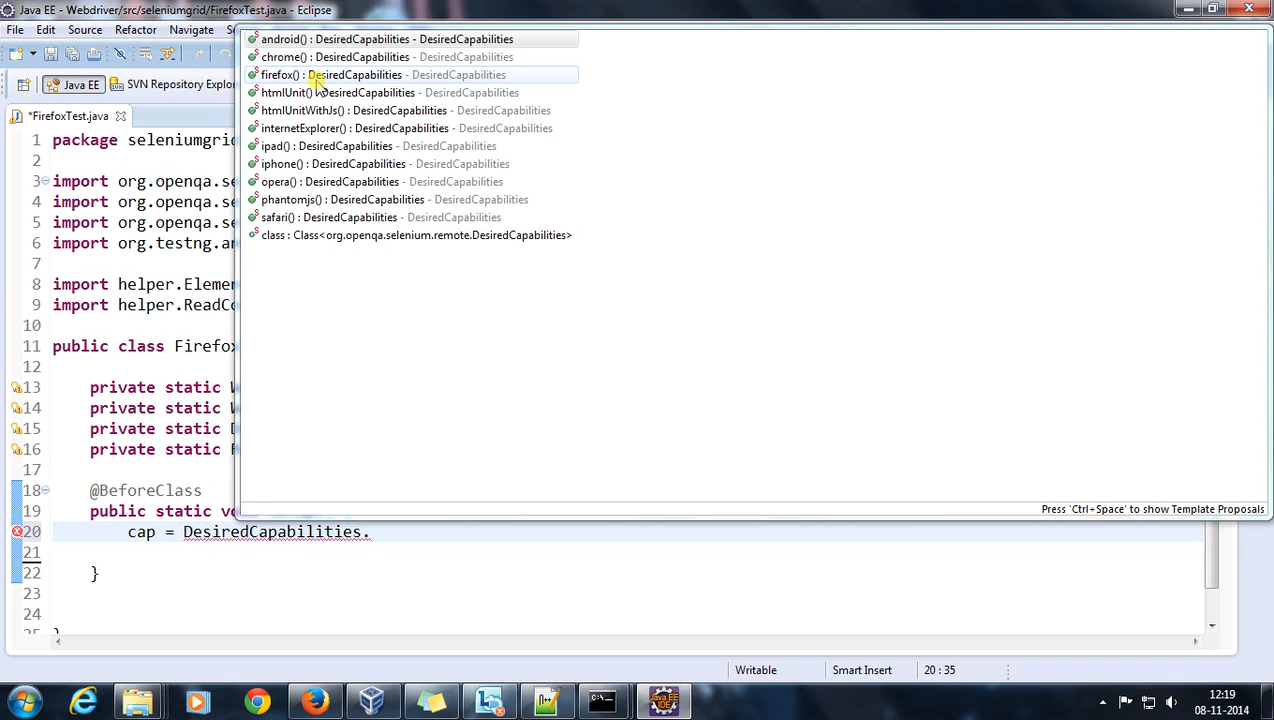 Java EE - Webdriver/src/seleniumgrid/FirefoxTest.java - Eclipse
File Edit Source Refactor Navigate
Java EE SVN Repository Explor
*FirefoxTest.java
android() : DesiredCapabilities - DesiredCapabilities
chrome() : DesiredCapabilities - DesiredCapabilities
firefox() : DesiredCapabilities - DesiredCapabilities
htmlUnit() : DesiredCapabilities - DesiredCapabilities
htmlUnitWithJs() : DesiredCapabilities - DesiredCapabilities
internetExplorer() : DesiredCapabilities - DesiredCapabilities
ipad() : DesiredCapabilities - DesiredCapabilities
iphone() : DesiredCapabilities - DesiredCapabilities
opera() : DesiredCapabilities - DesiredCapabilities
phantomjs() : DesiredCapabilities - DesiredCapabilities
safari() : DesiredCapabilities - DesiredCapabilities
class : Class<org.openqa.selenium.remote.DesiredCapabilities>
Press 'Ctrl+Space' to show Template Proposals
1 package seleniumgrid
2
3 import org.openqa.se
4 import org.openqa.se
5 import org.openqa.se
6 import org.testng.an
7
8 import helper.Elemen
9 import helper.ReadCo
10
11 public class Firefox
12
13 private static W
14 private static W
15 private static D
16 private static F
17
18 @BeforeClass
19 public static vo
20 cap = DesiredCapabilities.
21
22 }
23
24
25 }
Writable Smart Insert 20 : 35
Java EE IDE
12:19
08-11-2014